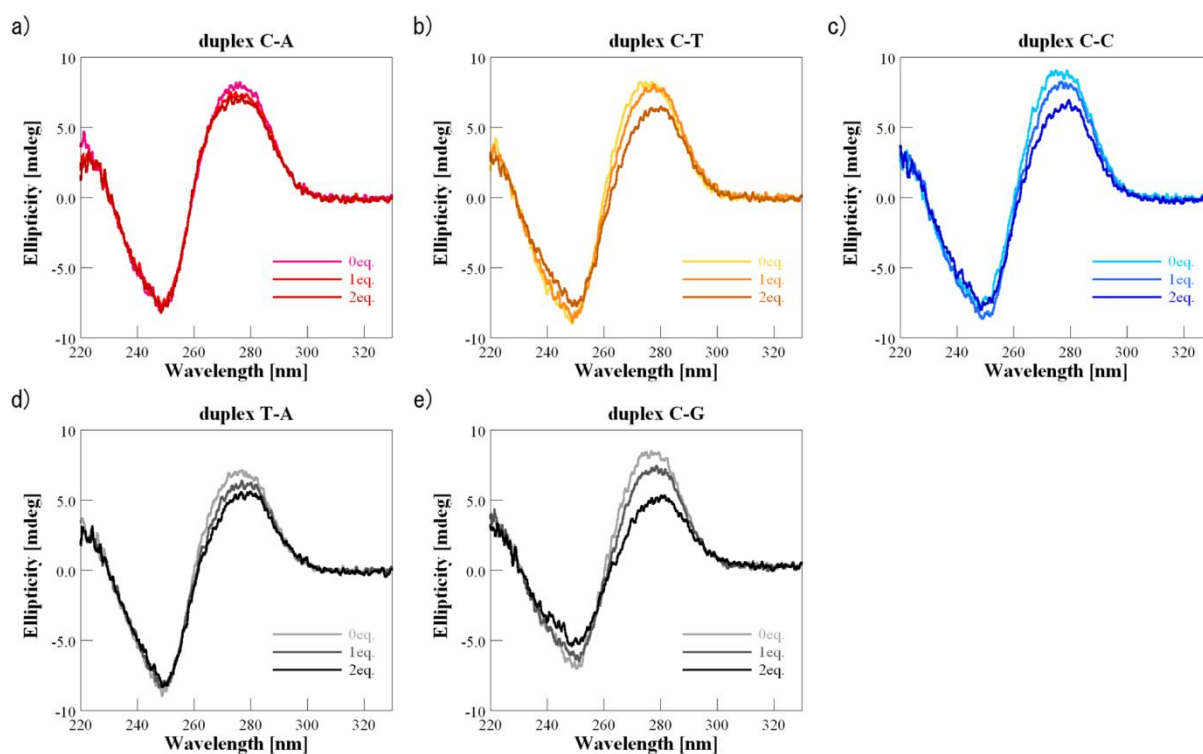 a)
duplex C-A
10
5.0
0.0
-5.0
-10
220 240 260 280 300 320
Ellipticity [mdeg]
Wavelength [nm]
0eq.
1eq.
2eq.
b)
duplex C-T
10
5.0
0.0
-5.0
-10
220 240 260 280 300 320
Ellipticity [mdeg]
Wavelength [nm]
0eq.
1eq.
2eq.
c)
duplex C-C
10
5.0
0.0
-5.0
-10
220 240 260 280 300 320
Ellipticity [mdeg]
Wavelength [nm]
0eq.
1eq.
2eq.
d)
duplex T-A
10
5.0
0.0
-5.0
-10
220 240 260 280 300 320
Ellipticity [mdeg]
Wavelength [nm]
0eq.
1eq.
2eq.
e)
duplex C-G
10
5.0
0.0
-5.0
-10
220 240 260 280 300 320
Ellipticity [mdeg]
Wavelength [nm]
0eq.
1eq.
2eq.